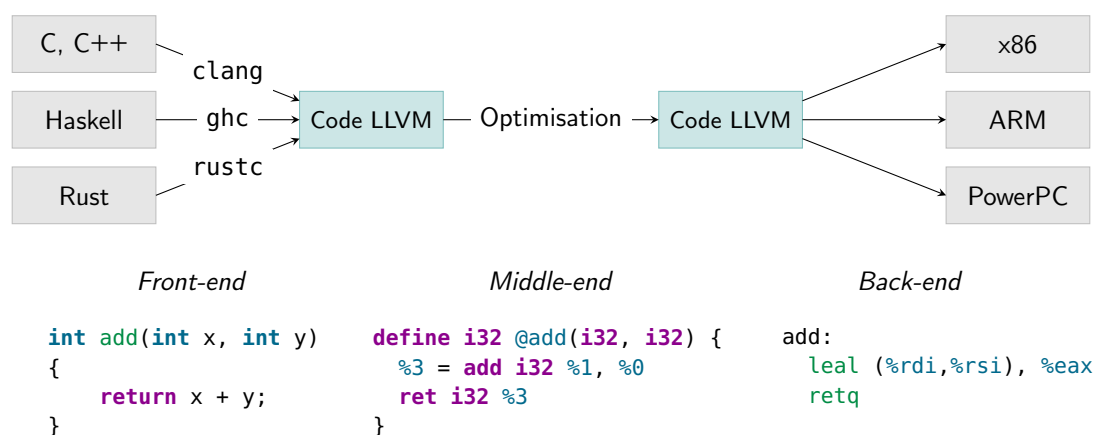 C, C++
clang
Haskell
ghc
rustc
Rust
Code LLVM
Optimisation
Code LLVM
x86
ARM
PowerPC
Front-end
Middle-end
Back-end
int add(int x, int y)
{
    return x + y;
}
define i32 @add(i32, i32) {
  %3 = add i32 %1, %0
  ret i32 %3
}
add:
  leal (%rdi,%rsi), %eax
  retq